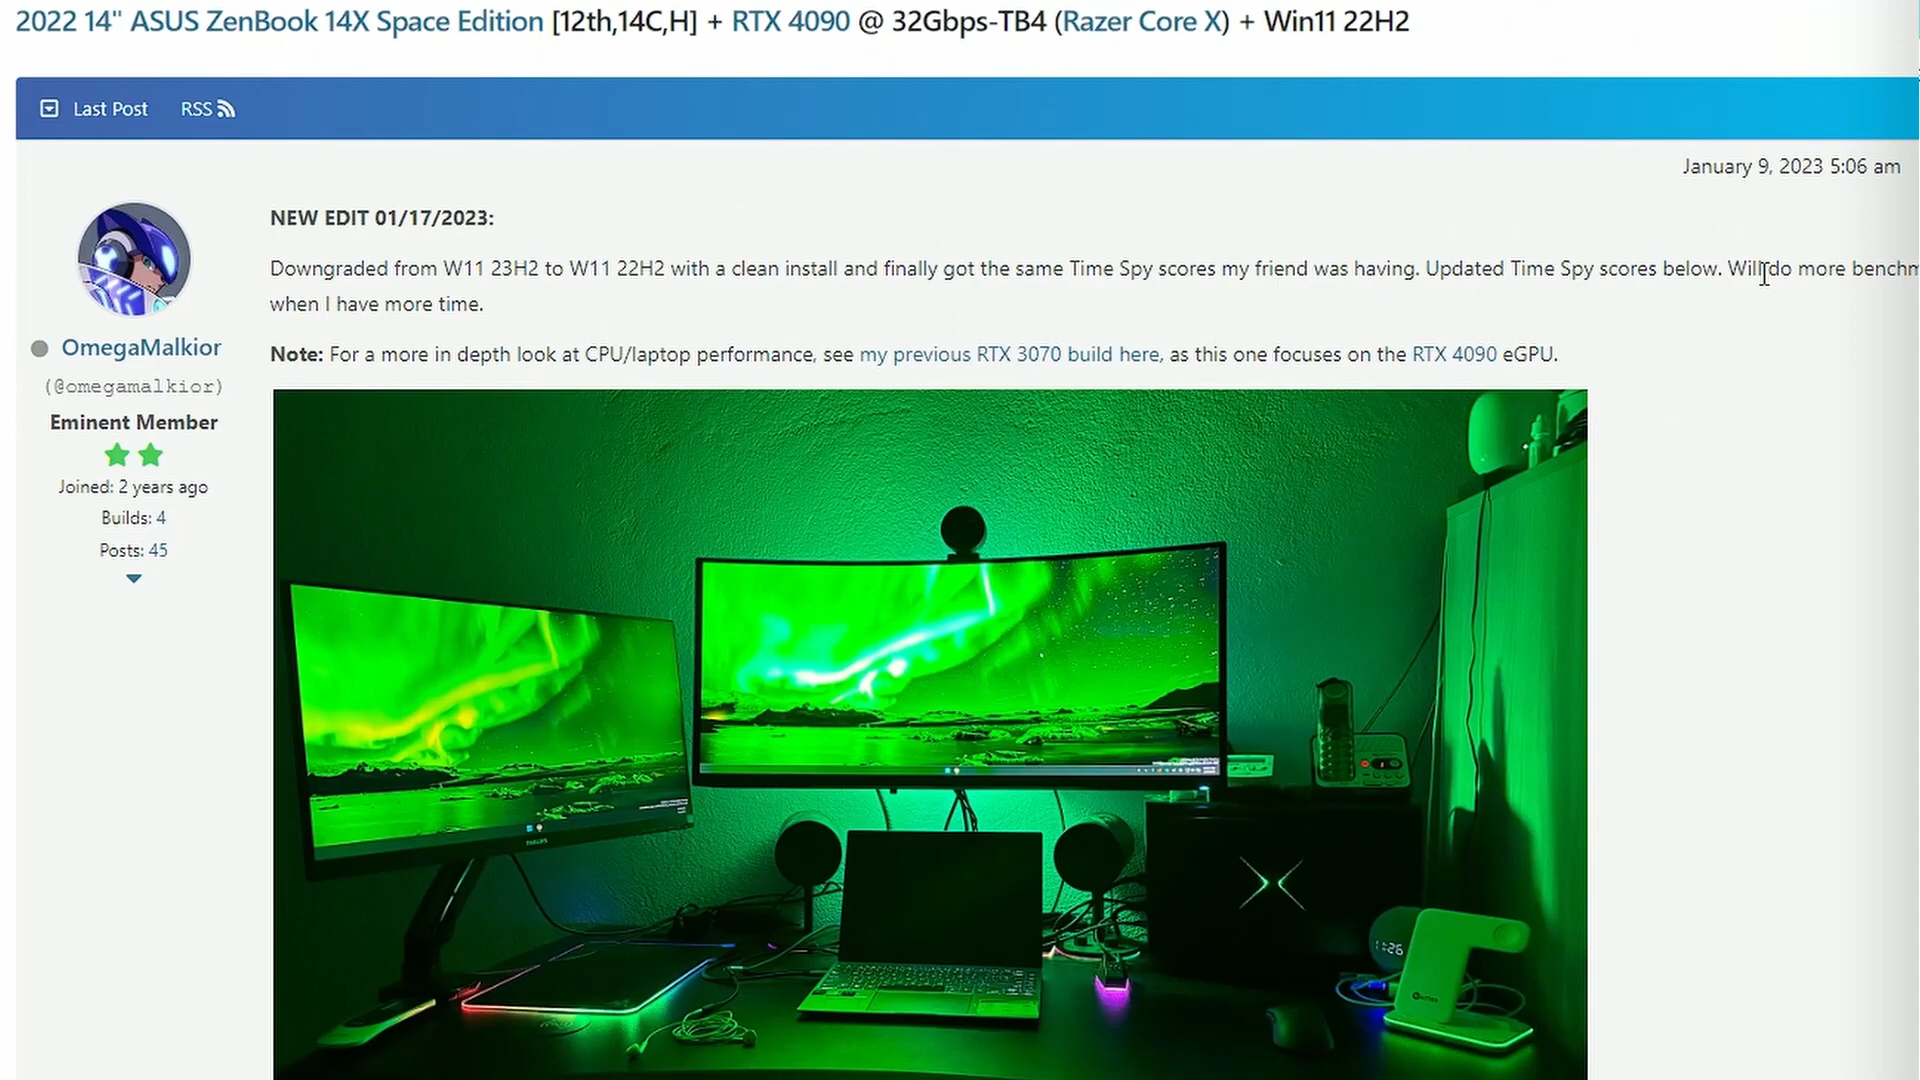 2022 14" ASUS ZenBook 14X Space Edition [12th,14C,H] + RTX 4090 @ 32Gbps-TB4 (Razer Core X) + Win11 22H2
Last Post RSS
January 9, 2023 5:06 am
NEW EDIT 01/17/2023:
Downgraded from W11 23H2 to W11 22H2 with a clean install and finally got the same Time Spy scores my friend was having. Updated Time Spy scores below. Will do more benchm
when I have more time.
Note: For a more in depth look at CPU/laptop performance, see my previous RTX 3070 build here, as this one focuses on the RTX 4090 eGPU.
OmegaMalkior
(@omegamalkior)
Eminent Member
Joined: 2 years ago
Builds: 4
Posts: 45
PHILIPS